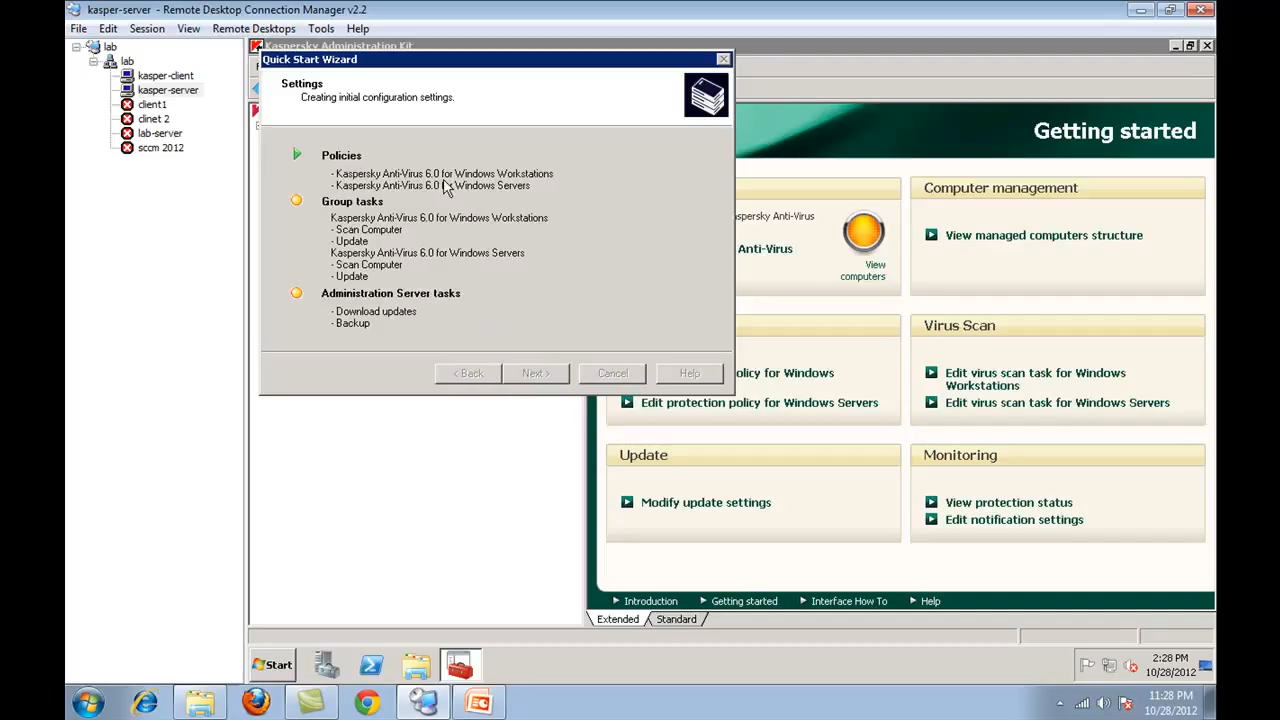 kasper-server - Remote Desktop Connection Manager v2.2
File Edit Session View Remote Desktops Tools Help
lab
lab
kasper-client
kasper-server
client1
clinet 2
lab-server
sccm 2012
Kaspersky Administration Kit
Quick Start Wizard
Settings
Creating initial configuration settings.
Policies
- Kaspersky Anti-Virus 6.0 for Windows Workstations
- Kaspersky Anti-Virus 6.0 for Windows Servers
Group tasks
Kaspersky Anti-Virus 6.0 for Windows Workstations
- Scan Computer
- Update
Kaspersky Anti-Virus 6.0 for Windows Servers
- Scan Computer
- Update
Administration Server tasks
- Download updates
- Backup
< Back Next > Cancel Help
Getting started
spersky Anti-Virus
Anti-Virus
View
computers
Computer management
View managed computers structure
olicy for Windows
Edit protection policy for Windows Servers
Virus Scan
Edit virus scan task for Windows
Workstations
Edit virus scan task for Windows Servers
Update
Modify update settings
Monitoring
View protection status
Edit notification settings
Introduction Getting started Interface How To Help
Extended Standard
Start
2:28 PM
10/28/2012
11:28 PM
10/28/2012